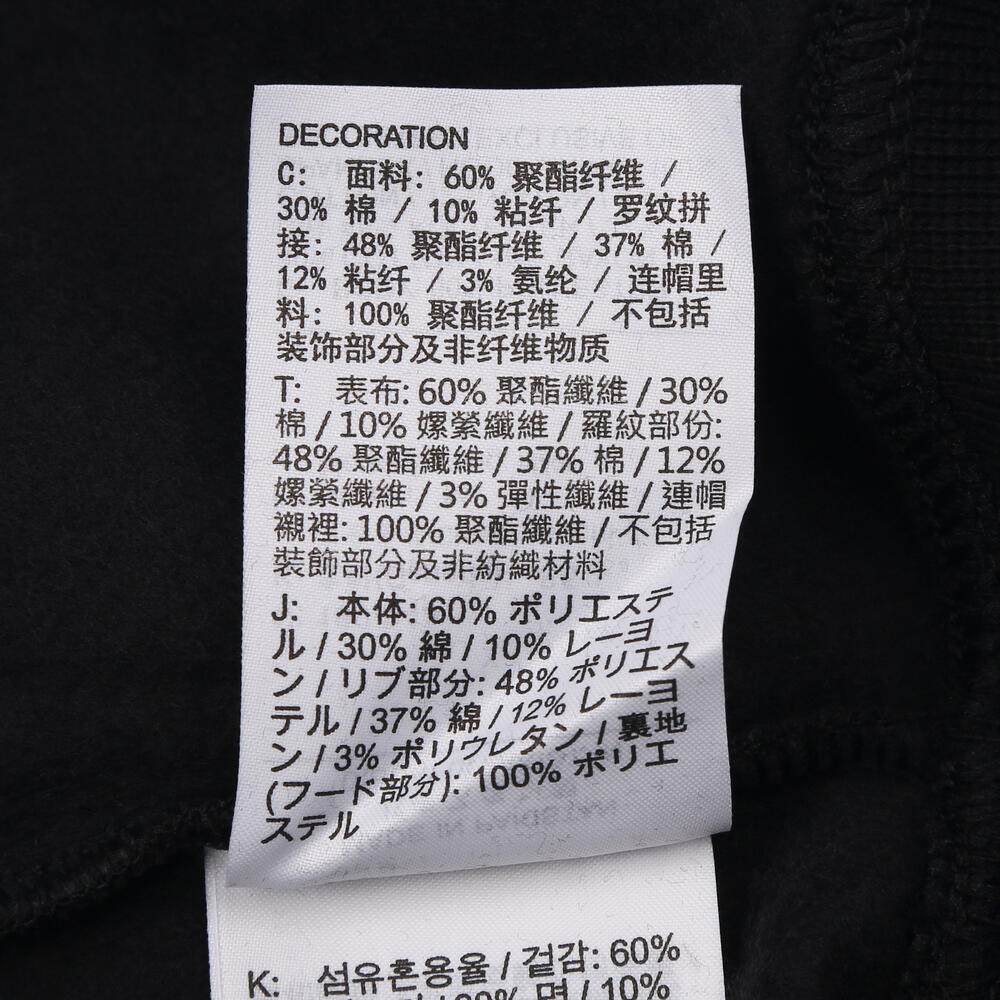 DECORATION
C: 面料: 60% 聚酯纤维 /
30% 棉 / 10% 粘纤 / 罗纹拼
接: 48% 聚酯纤维 / 37% 棉 /
12% 粘纤 / 3% 氨纶 / 连帽里
料: 100% 聚酯纤维 / 不包括
装饰部分及非纤维物质
T: 表布: 60% 聚酯纖維 / 30%
棉 / 10% 嫘縈纖維 / 羅紋部份:
48% 聚酯纖維 / 37% 棉 / 12%
嫘縈纖維 / 3% 彈性纖維 / 連帽
襯裡: 100% 聚酯纖維 / 不包括
裝飾部分及非紡織材料
J: 本体: 60% ポリエステ
ル / 30% 綿 / 10% レーヨ
ン / リブ部分: 48% ポリエス
テル / 37% 綿 / 12% レーヨ
ン / 3% ポリウレタン / 裏地
(フード部分): 100% ポリエ
ステル
K: 섬유혼용율 / 겉감: 60%
면 / 10%